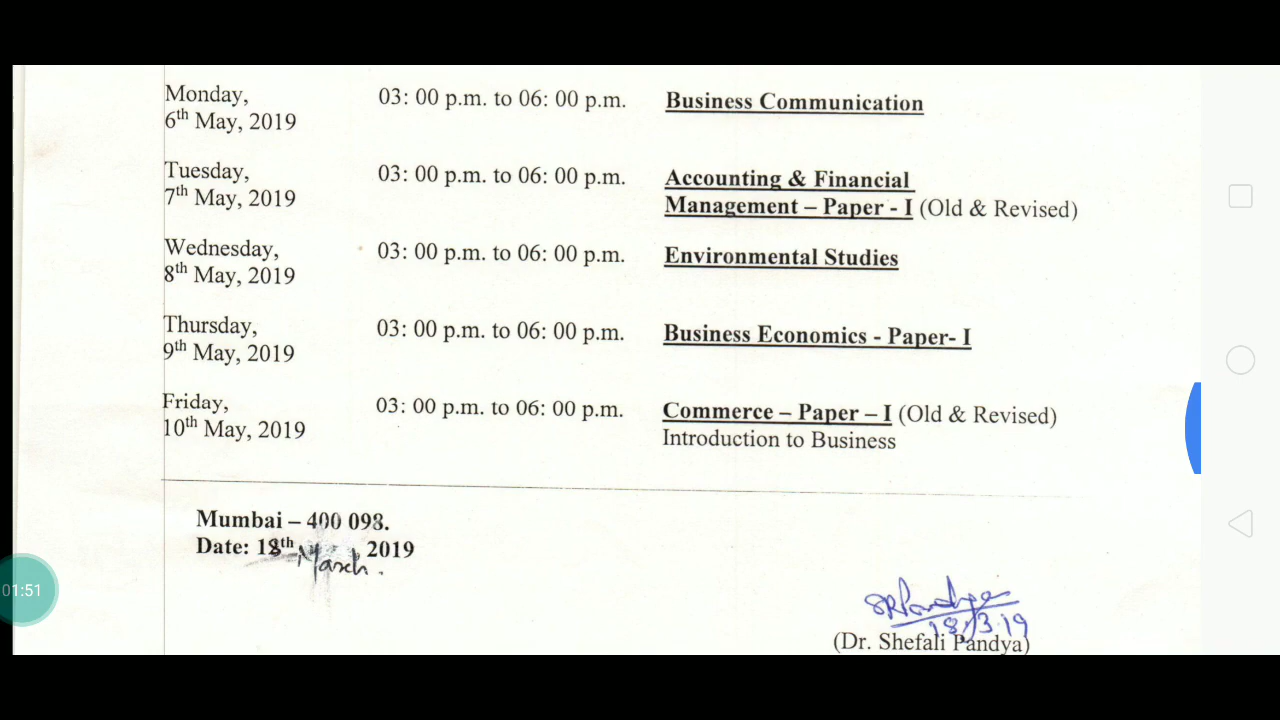 Monday, 03: 00 p.m. to 06: 00 p.m. Business Communication
6th May, 2019
Tuesday, 03: 00 p.m. to 06: 00 p.m. Accounting & Financial
7th May, 2019 Management – Paper - I (Old & Revised)
Wednesday, 03: 00 p.m. to 06: 00 p.m. Environmental Studies
8th May, 2019
Thursday, 03: 00 p.m. to 06: 00 p.m. Business Economics - Paper- I
9th May, 2019
Friday, 03: 00 p.m. to 06: 00 p.m. Commerce – Paper – I (Old & Revised)
10th May, 2019 Introduction to Business
Mumbai – 400 098.
Date: 18th March, 2019
01:51
18/3/19
(Dr. Shefali Pandya)